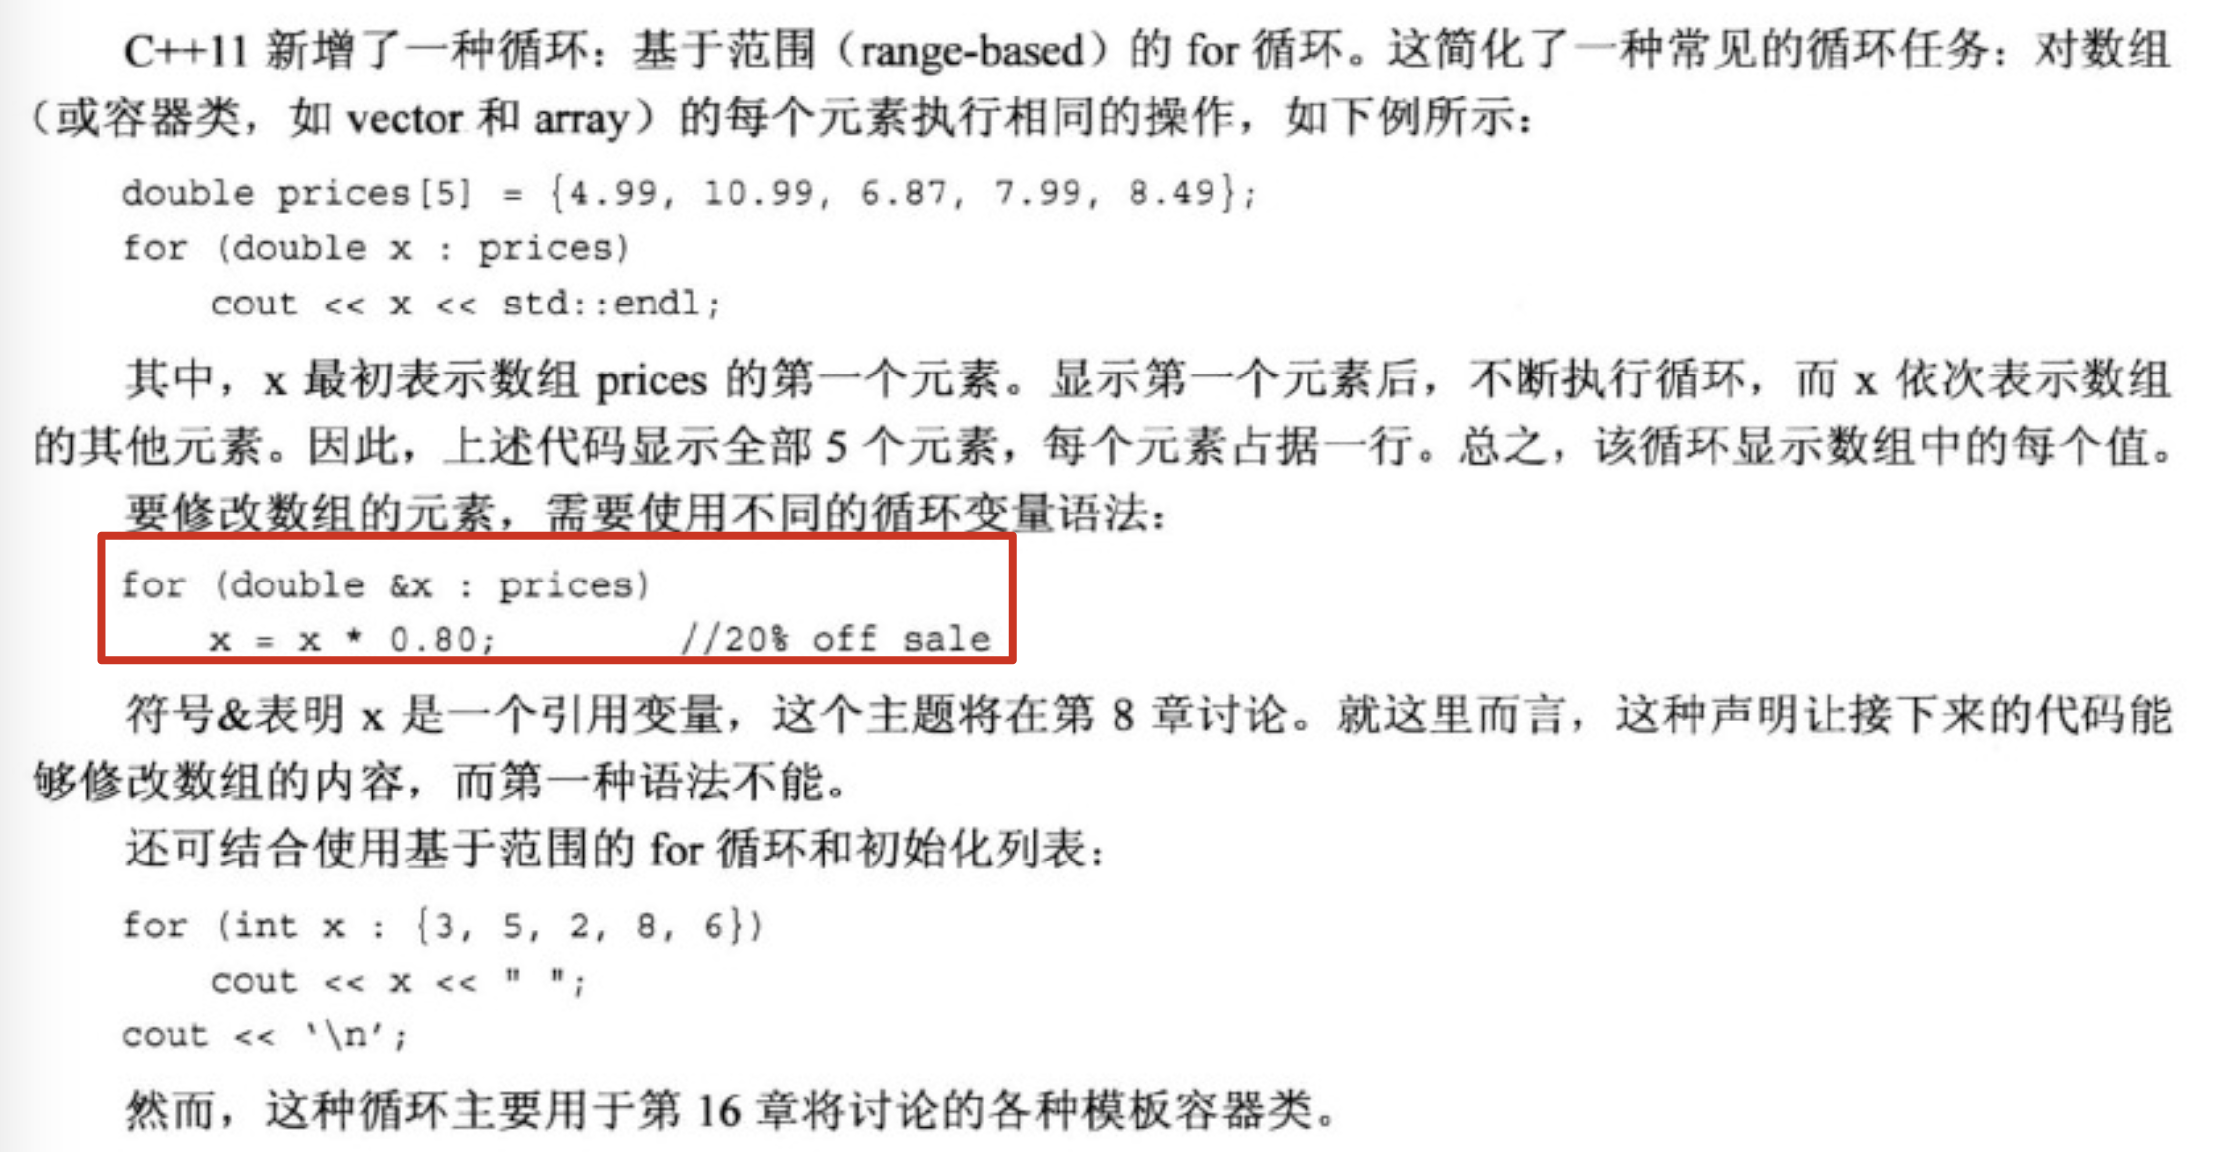 C++11 新增了一种循环：基于范围（range-based）的 for 循环。这简化了一种常见的循环任务：对数组
（或容器类，如 vector 和 array）的每个元素执行相同的操作，如下例所示：
double prices[5] = {4.99, 10.99, 6.87, 7.99, 8.49};
for (double x : prices)
    cout << x << std::endl;
其中，x 最初表示数组 prices 的第一个元素。显示第一个元素后，不断执行循环，而 x 依次表示数组
的其他元素。因此，上述代码显示全部 5 个元素，每个元素占据一行。总之，该循环显示数组中的每个值。
要修改数组的元素，需要使用不同的循环变量语法：
for (double &x : prices)
    x = x * 0.80;        //20% off sale
符号&表明 x 是一个引用变量，这个主题将在第 8 章讨论。就这里而言，这种声明让接下来的代码能
够修改数组的内容，而第一种语法不能。
还可结合使用基于范围的 for 循环和初始化列表：
for (int x : {3, 5, 2, 8, 6})
    cout << x << " ";
cout << '\n';
然而，这种循环主要用于第 16 章将讨论的各种模板容器类。